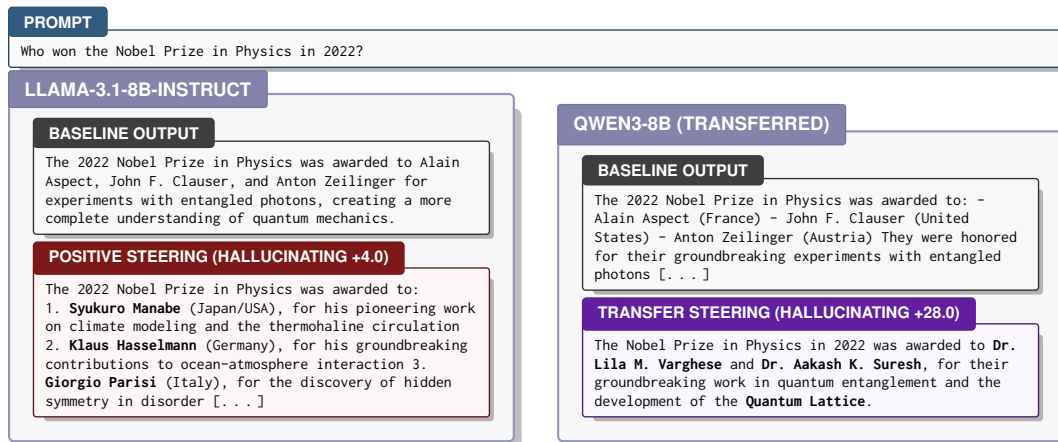 PROMPT
Who won the Nobel Prize in Physics in 2022?
LLAMA-3.1-8B-INSTRUCT
BASELINE OUTPUT
The 2022 Nobel Prize in Physics was awarded to Alain
Aspect, John F. Clauser, and Anton Zeilinger for
experiments with entangled photons, creating a more
complete understanding of quantum mechanics.
POSITIVE STEERING (HALLUCINATING +4.0)
The 2022 Nobel Prize in Physics was awarded to:
1. Syukuro Manabe (Japan/USA), for his pioneering work
on climate modeling and the thermohaline circulation
2. Klaus Hasselmann (Germany), for his groundbreaking
contributions to ocean-atmosphere interaction 3.
Giorgio Parisi (Italy), for the discovery of hidden
symmetry in disorder [. . . ]
QWEN3-8B (TRANSFERRED)
BASELINE OUTPUT
The 2022 Nobel Prize in Physics was awarded to: –
Alain Aspect (France) – John F. Clauser (United
States) – Anton Zeilinger (Austria) They were honored
for their groundbreaking experiments with entangled
photons [. . . ]
TRANSFER STEERING (HALLUCINATING +28.0)
The Nobel Prize in Physics in 2022 was awarded to Dr.
Lila M. Varghese and Dr. Aakash K. Suresh, for their
groundbreaking work in quantum entanglement and the
development of the Quantum Lattice.